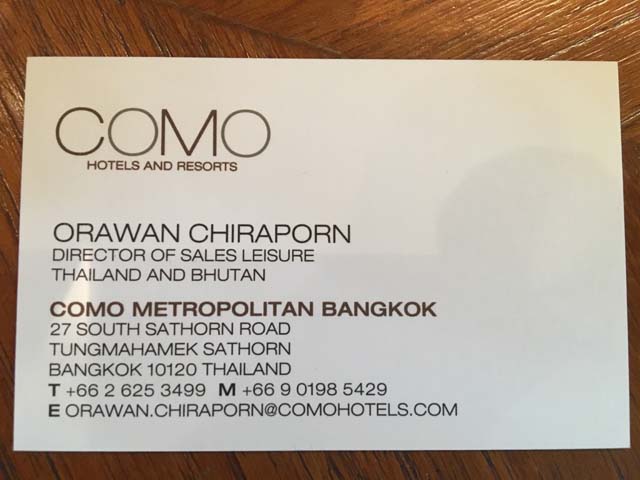 COMO
HOTELS AND RESORTS
ORAWAN CHIRAPORN
DIRECTOR OF SALES LEISURE
THAILAND AND BHUTAN
COMO METROPOLITAN BANGKOK
27 SOUTH SATHORN ROAD
TUNGMAHAMEK SATHORN
BANGKOK 10120 THAILAND
T +66 2 625 3499 M +66 9 0198 5429
E ORAWAN.CHIRAPORN@COMOHOTELS.COM